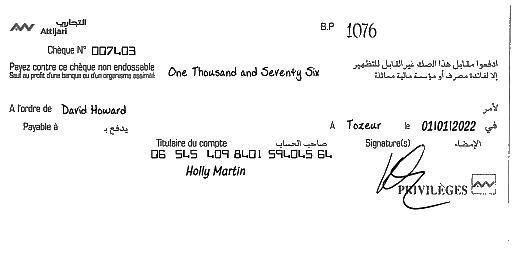 التجاري
Attijari
B.P 1076
Chèque N° 007403
Payez contre ce chèque non endossable
Sauf au profit d'une banque ou d'un organisme assimilé
One Thousand and Seventy Six
ادفعوا مقابل هذا الصك غير القابل للتظهير
إلا لفائدة مصرف أو مؤسسة مالية مماثلة
A l'ordre de David Howard لأمر
Payable à يدفع بـ A Tozeur le 01/01/2022 في
Titulaire du compte صاحب الحساب Signature(s) الإمضاء
06 545 409 8401 594045 64
Holly Martin
PRIVILÈGES